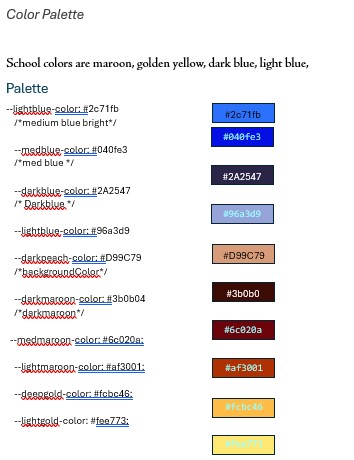 Color Palette
School colors are maroon, golden yellow, dark blue, light blue,
Palette
--lightblue-color: #2c71fb
/*medium blue bright*/
#2c71fb
--medblue-color: #040fe3
/*med blue */
#040fe3
--darkblue-color: #2A2547
/* Darkblue */
#2A2547
--lightblue-color: #96a3d9
#96a3d9
--darkpeach-color: #D99C79
/*backgroundColor*/
#D99C79
--darkmaroon-color: #3b0b04
/*darkmaroon*/
#3b0b0
--medmaroon-color: #6c020a:
#6c020a
--lightmaroon-color: #af3001:
#af3001
--deepgold-color: #fcbc46:
#fcbc46
--lightgold-color: #fee773: